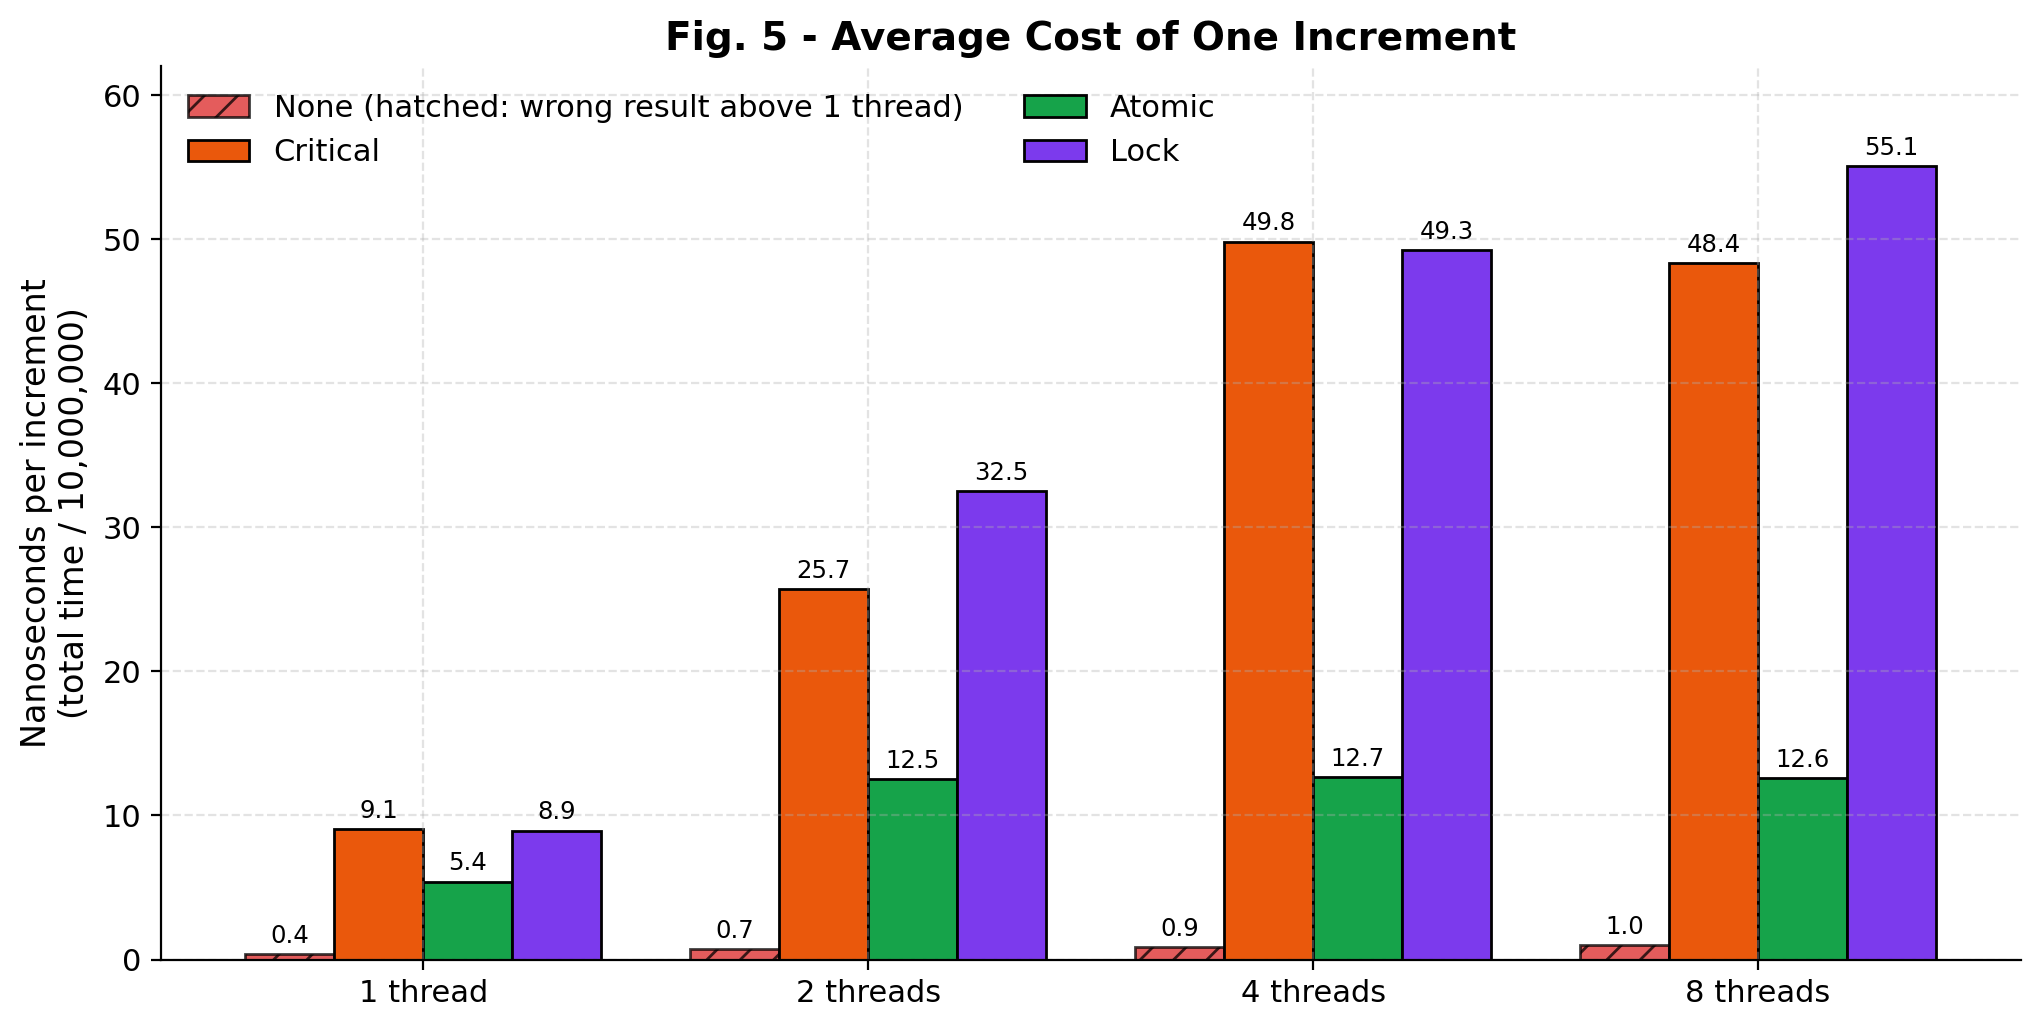 Fig. 5 - Average Cost of One Increment
None (hatched: wrong result above 1 thread)
Critical
Atomic
Lock
Nanoseconds per increment
(total time / 10,000,000)
60
50
40
30
20
10
0
0.4
9.1
5.4
8.9
0.7
25.7
12.5
32.5
0.9
49.8
12.7
49.3
1.0
48.4
12.6
55.1
1 thread
2 threads
4 threads
8 threads